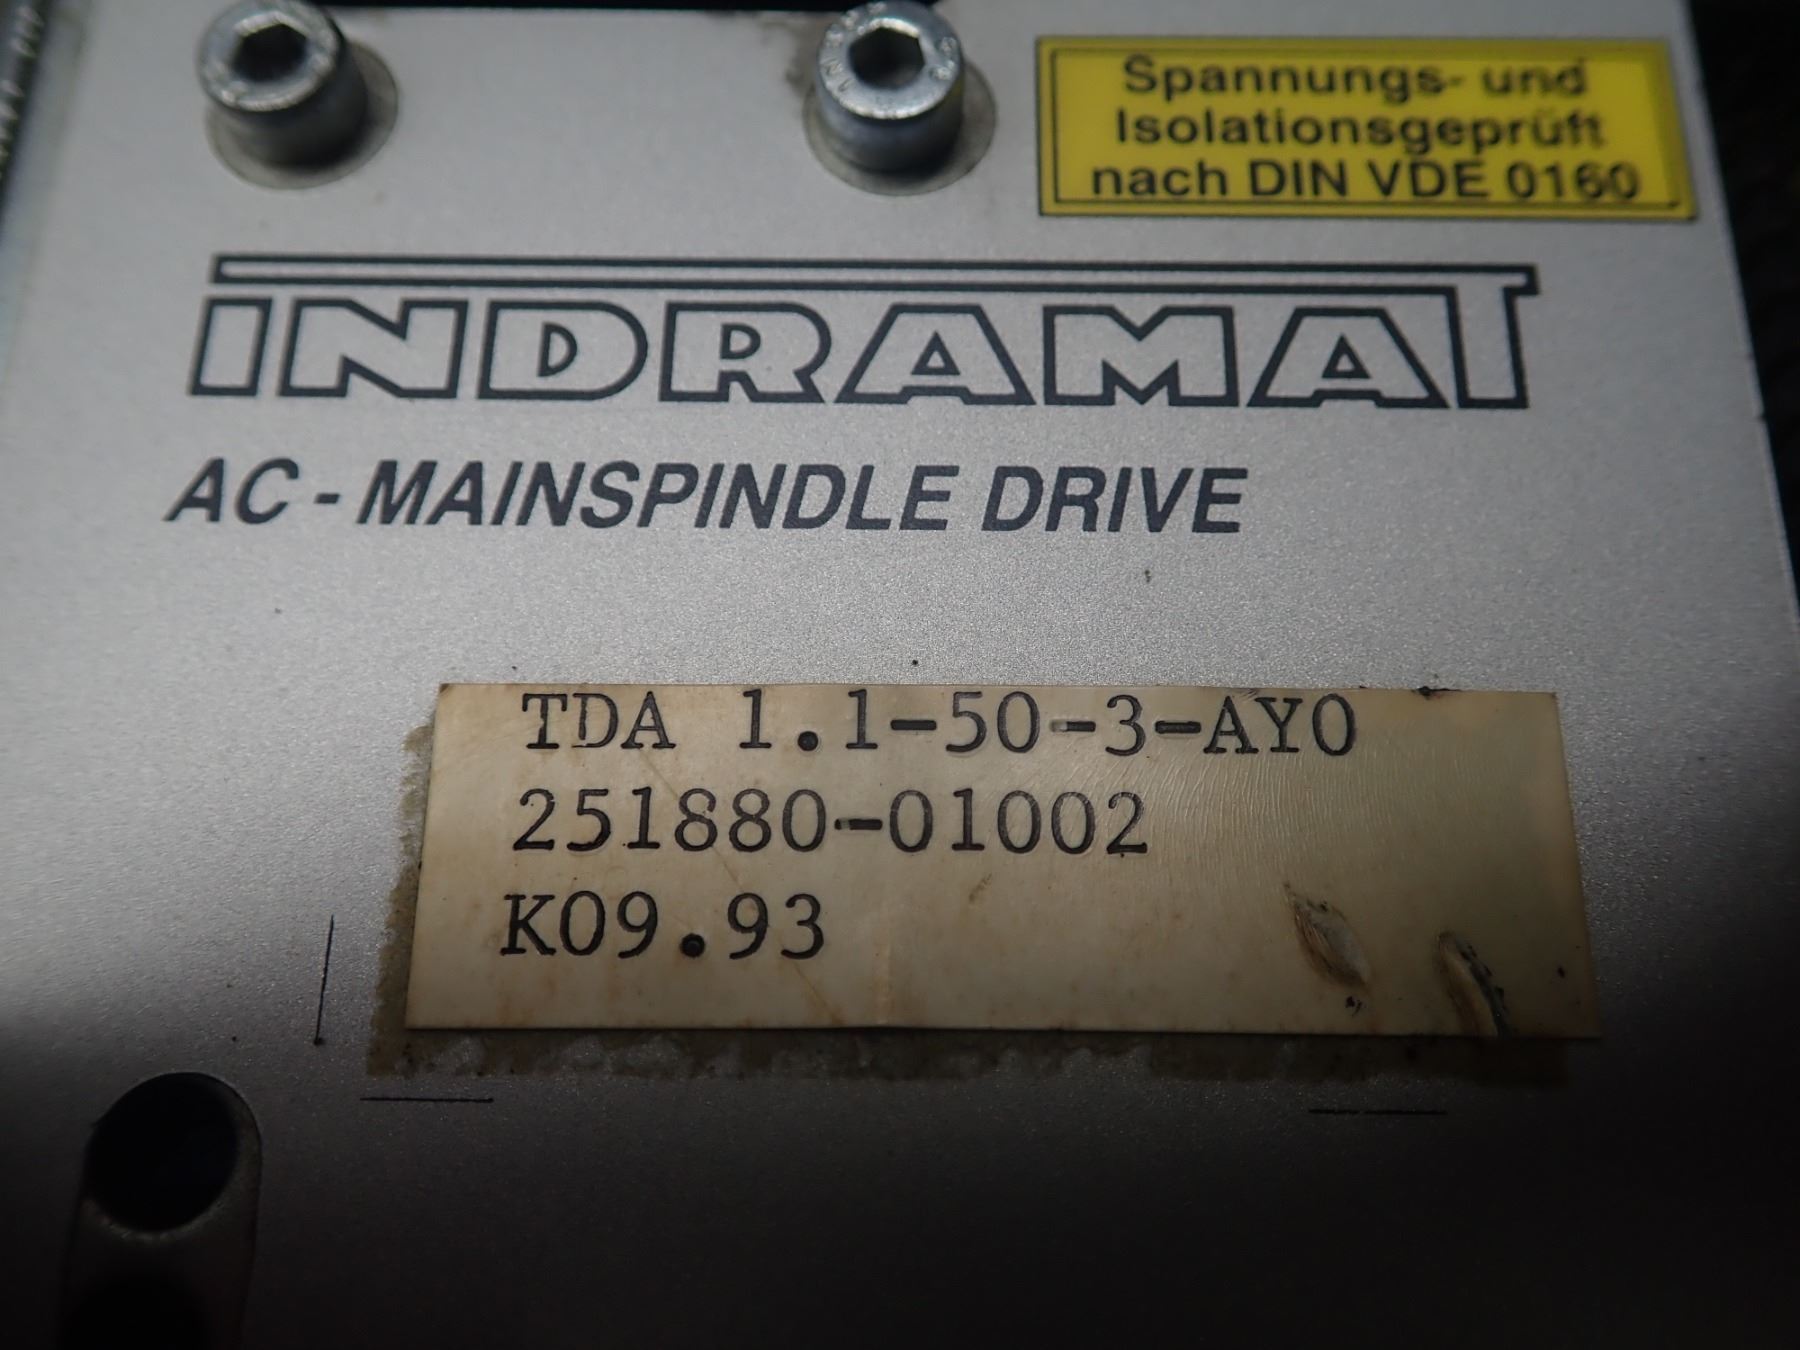 Spannungs- und
Isolationsgeprüft
nach DIN VDE 0160
INDRAMAT
AC-MAINSPINDLE DRIVE
TDA 1.1-50-3-AY0
251880-01002
K09.93